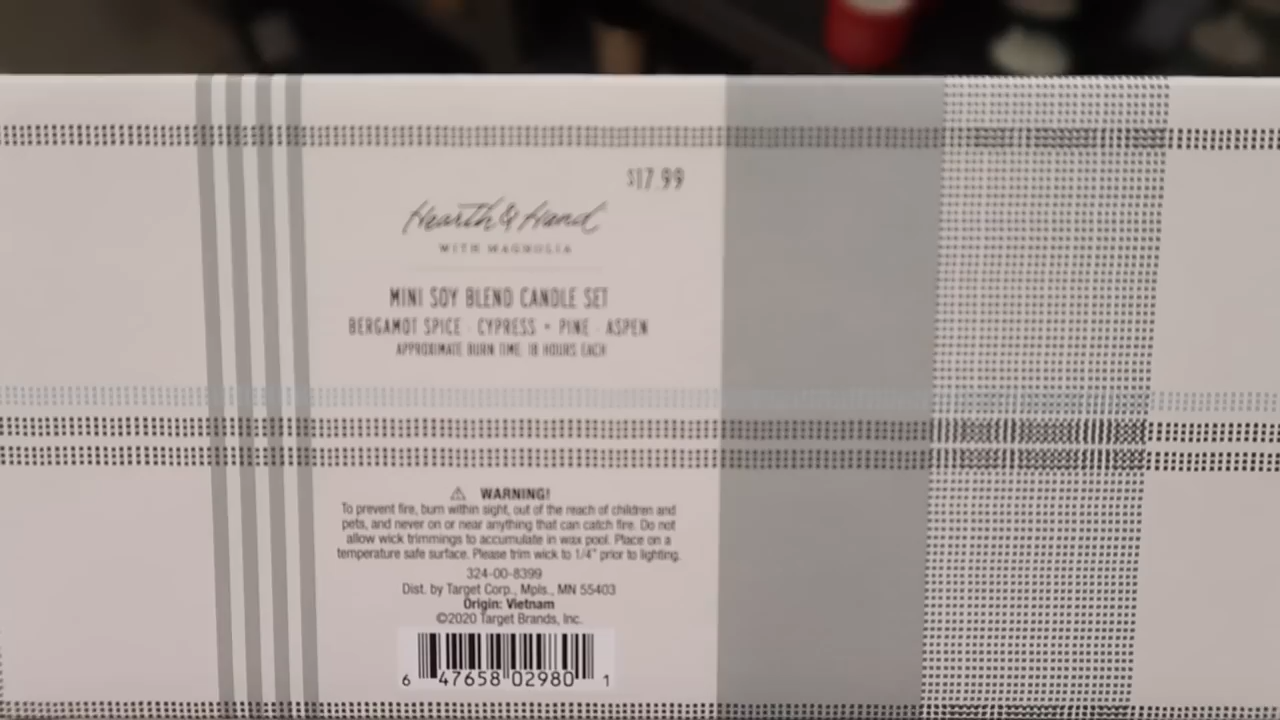 $17.99
Hearth & Hand
WITH MAGNOLIA
MINI SOY BLEND CANDLE SET
BERGAMOT SPICE · CYPRESS + PINE · ASPEN
APPROXIMATE BURN TIME: 18 HOURS EACH
⚠ WARNING!
To prevent fire, burn within sight, out of the reach of children and
pets, and never on or near anything that can catch fire. Do not
allow wick trimmings to accumulate in wax pool. Place on a
temperature safe surface. Please trim wick to 1/4" prior to lighting.
324-00-8399
Dist. by Target Corp., Mpls., MN 55403
Origin: Vietnam
©2020 Target Brands, Inc.
6 47658 02980 1